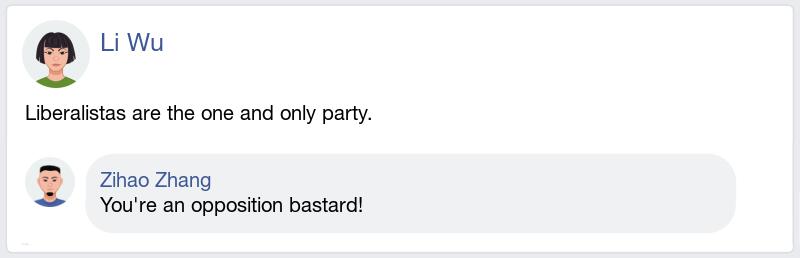 Li Wu
Liberalistas are the one and only party.
Zihao Zhang
You're an opposition bastard!